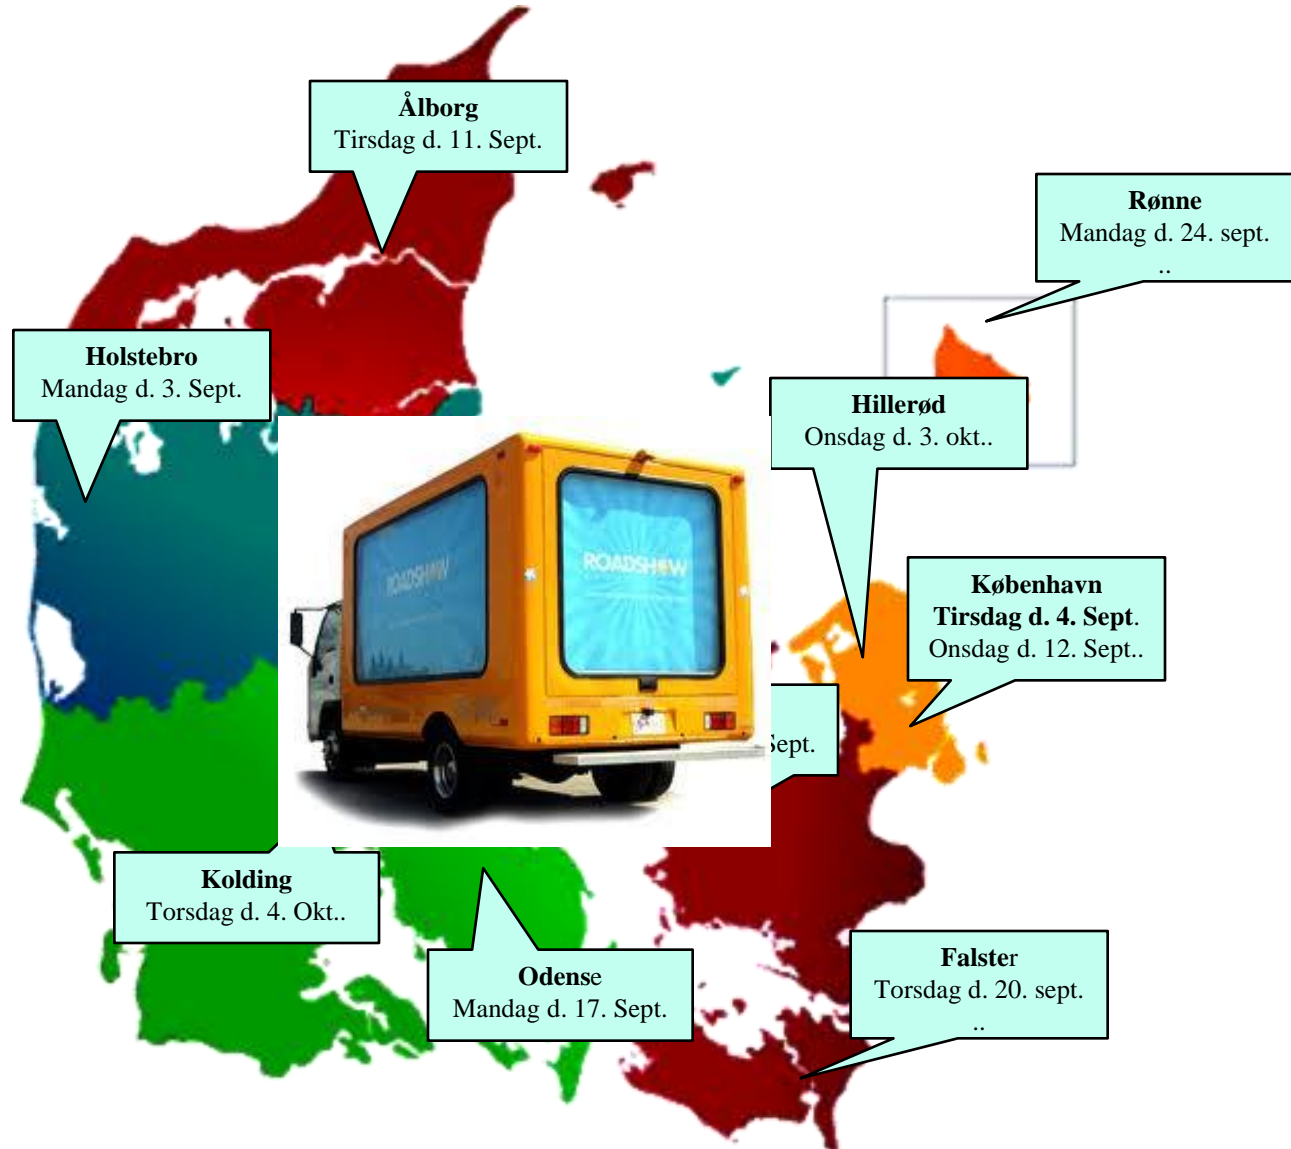 Ålborg
Tirsdag d. 11. Sept.
Rønne
Mandag d. 24. sept.
..
Holstebro
Mandag d. 3. Sept.
Hillerød
Onsdag d. 3. okt..
ROADSHOW
ROADSHOW
København
Tirsdag d. 4. Sept.
Onsdag d. 12. Sept..
Sept.
Kolding
Torsdag d. 4. Okt..
Odense
Mandag d. 17. Sept.
Falster
Torsdag d. 20. sept.
..